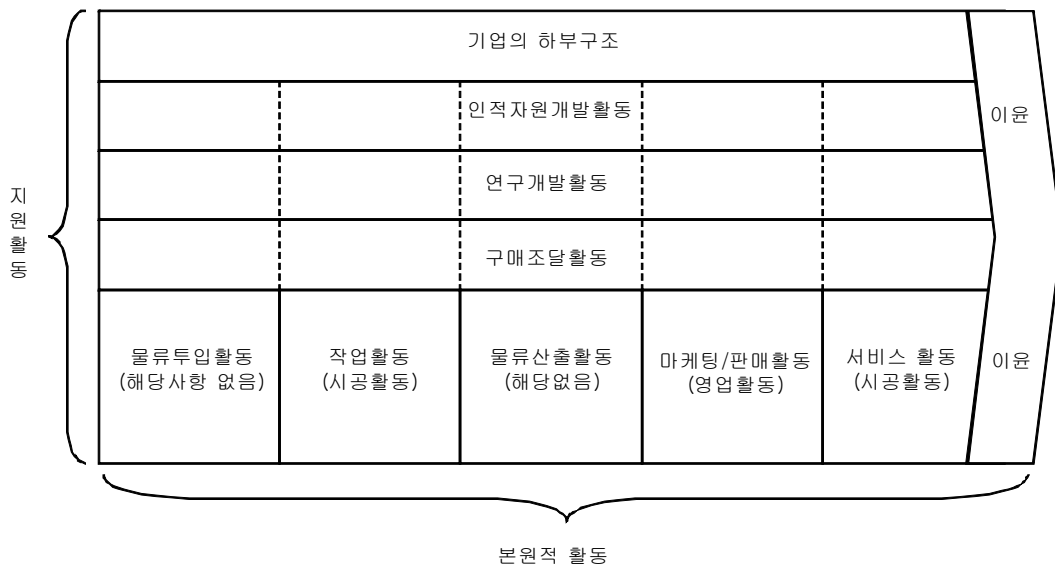 기업의 하부구조
인적자원개발활동
이윤
연구개발활동
구매조달활동
지
원
활
동
물류투입활동
(해당사항 없음)
작업활동
(시공활동)
물류산출활동
(해당없음)
마케팅/판매활동
(영업활동)
서비스 활동
(시공활동)
이윤
본원적 활동